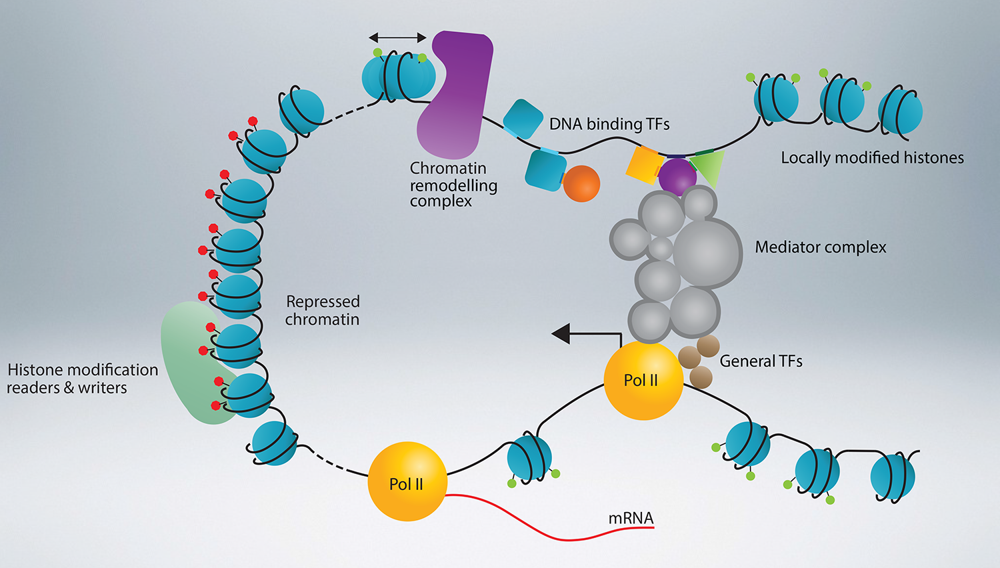 DNA binding TFs
Chromatin
remodelling
complex
Locally modified histones
Mediator complex
Repressed
chromatin
Histone modification
readers & writers
General TFs
Pol II
Pol II
mRNA